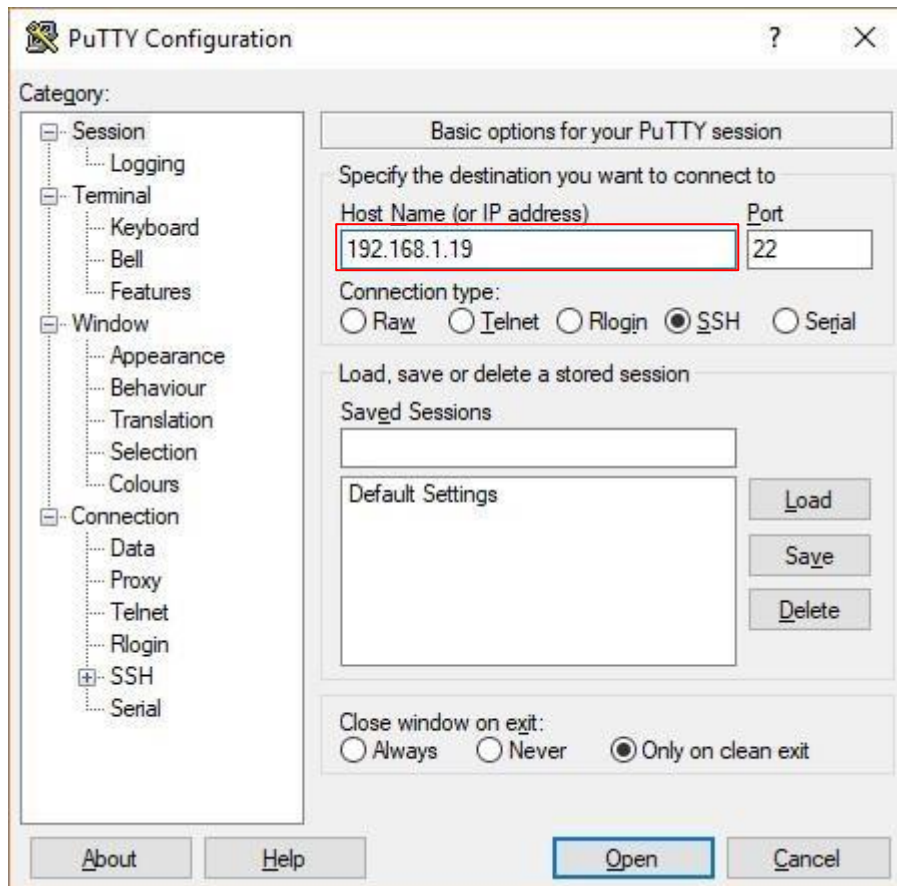 PuTTY Configuration
?
Category:
Session
Logging
Terminal
Keyboard
Bell
Features
Window
Appearance
Behaviour
Translation
Selection
Colours
Connection
Data
Proxy
Telnet
Rlogin
SSH
Serial
Basic options for your PuTTY session
Specify the destination you want to connect to
Host Name (or IP address) Port
192.168.1.19 22
Connection type:
Raw Telnet Rlogin SSH Serial
Load, save or delete a stored session
Saved Sessions
Default Settings
Load
Save
Delete
Close window on exit:
Always Never Only on clean exit
About Help Open Cancel